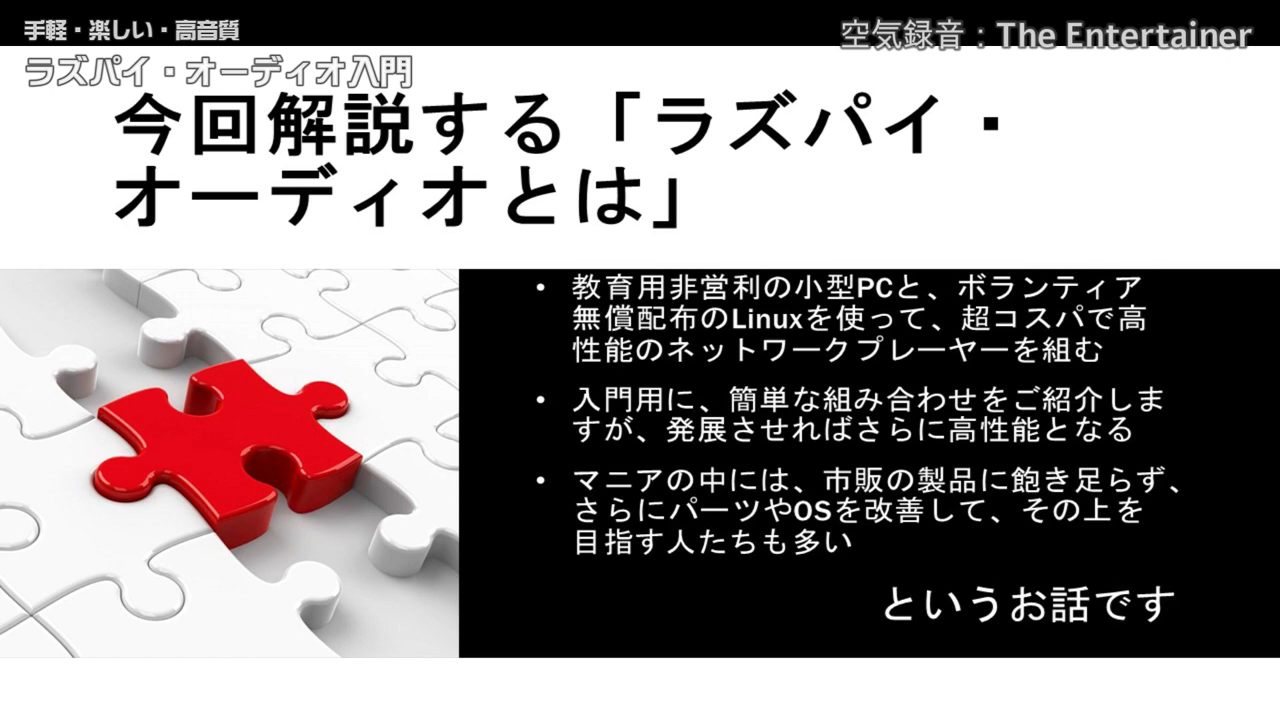 手軽・楽しい・高音質
空気録音：The Entertainer
ラズパイ・オーディオ入門
今回解説する「ラズパイ・
オーディオとは」
• 教育用非営利の小型PCと、ボランティア
無償配布のLinuxを使って、超コスパで高
性能のネットワークプレーヤーを組む
• 入門用に、簡単な組み合わせをご紹介しま
すが、発展させればさらに高性能となる
• マニアの中には、市販の製品に飽き足らず、
さらにパーツやOSを改善して、その上を
目指す人たちも多い
というお話です